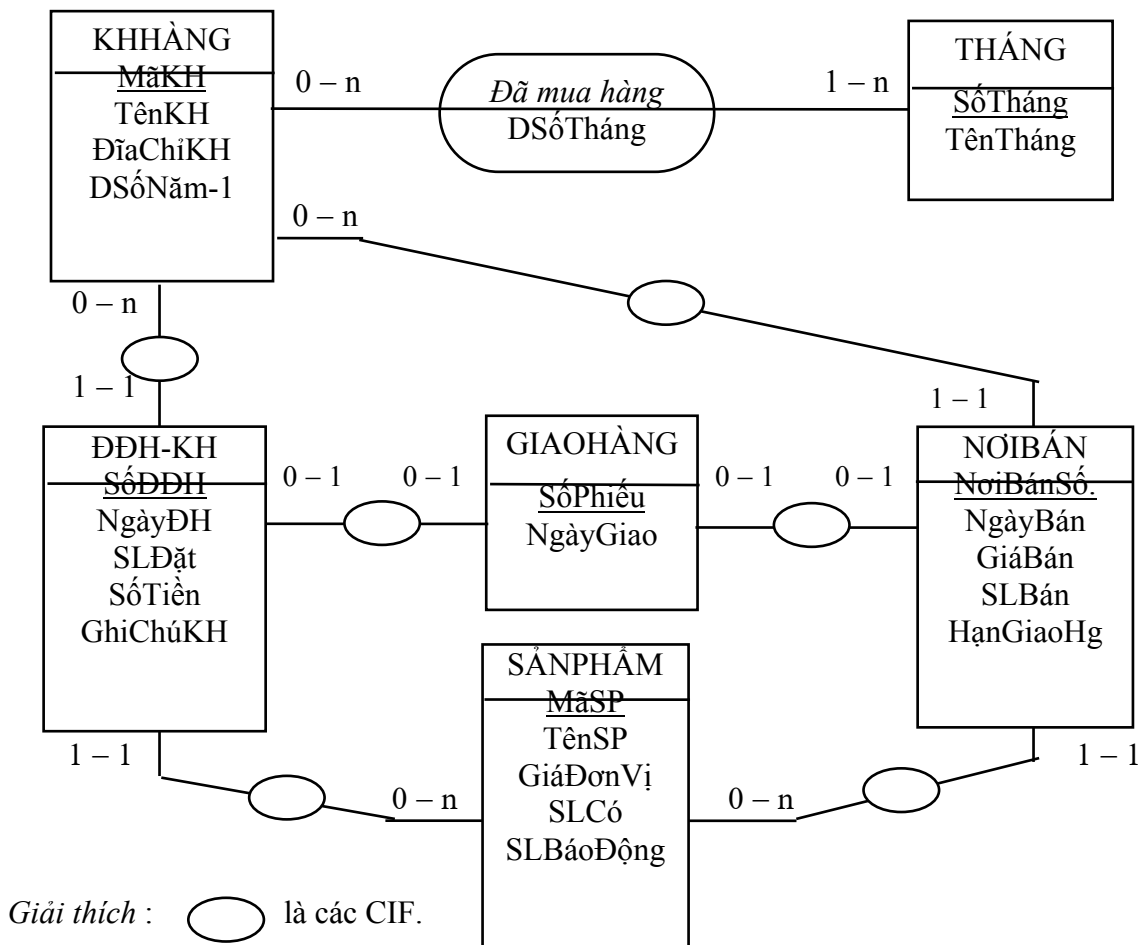 KHHÀNG
MãKH
TênKH
ĐĩaChỉKH
DSốNăm-1
0 – n
Đã mua hàng
DSốTháng
1 – n
THÁNG
SốTháng
TênTháng
0 – n
0 – n
1 – 1
1 – 1
ĐĐH-KH
SốĐĐH
NgàyĐH
SLĐặt
SốTiền
GhiChúKH
0 – 1
0 – 1
GIAOHÀNG
SốPhiếu
NgàyGiao
0 – 1
0 – 1
NƠIBÁN
NơiBánSố.
NgàyBán
GiáBán
SLBán
HạnGiaoHg
SẢNPHẨM
MãSP
TênSP
GiáĐơnVị
SLCó
SLBáoĐộng
1 – 1
0 – n
0 – n
1 – 1
Giải thích : là các CIF.